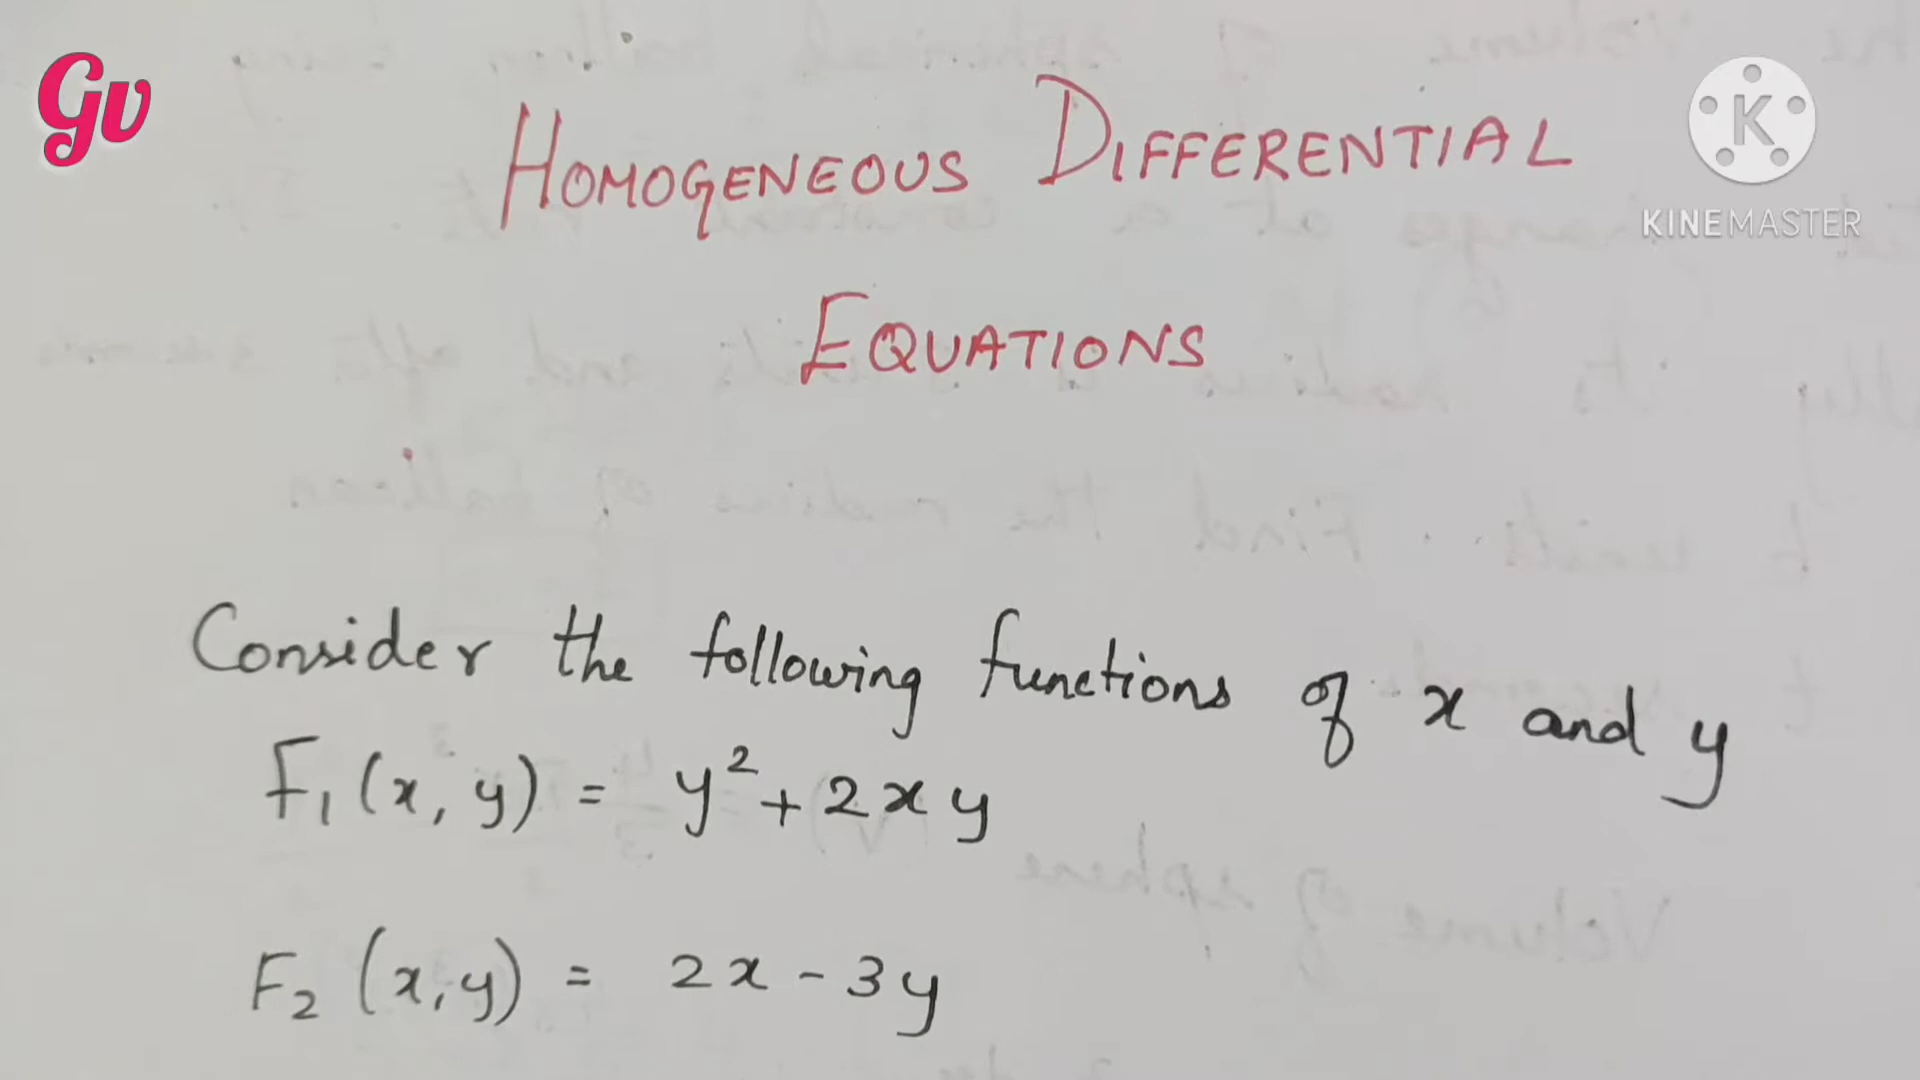 Gv
HOMOGENEOUS DIFFERENTIAL
K
KINEMASTER
EQUATIONS
Consider the following functions of x and y
F₁(x, y) = y² + 2xy
F₂ (x,y) = 2x - 3y